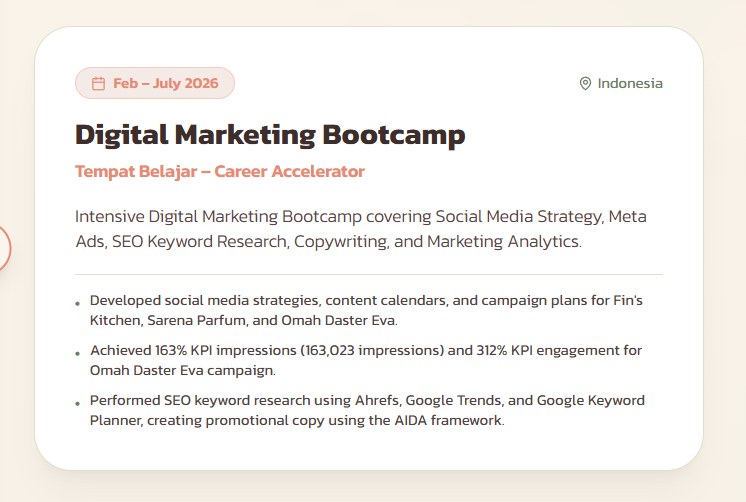 Feb – July 2026
Indonesia
Digital Marketing Bootcamp
Tempat Belajar – Career Accelerator
Intensive Digital Marketing Bootcamp covering Social Media Strategy, Meta
Ads, SEO Keyword Research, Copywriting, and Marketing Analytics.
• Developed social media strategies, content calendars, and campaign plans for Fin's
Kitchen, Sarena Parfum, and Omah Daster Eva.
• Achieved 163% KPI impressions (163,023 impressions) and 312% KPI engagement for
Omah Daster Eva campaign.
• Performed SEO keyword research using Ahrefs, Google Trends, and Google Keyword
Planner, creating promotional copy using the AIDA framework.